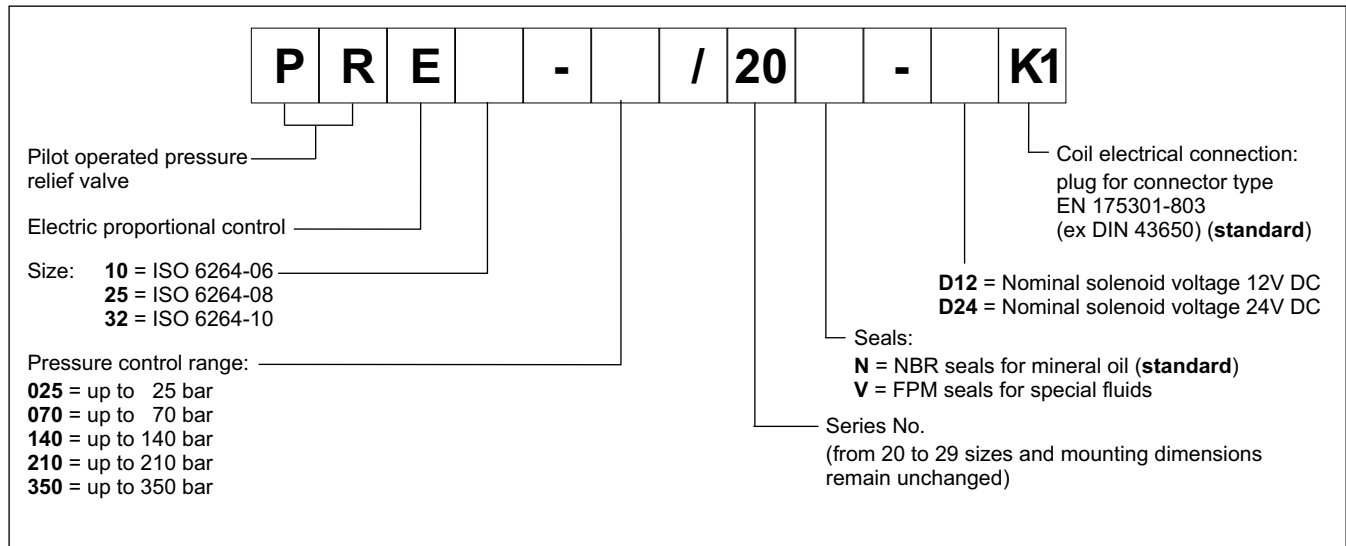 P R E - / 20 - K1
Pilot operated pressure
relief valve
Electric proportional control
Size: 10 = ISO 6264-06
25 = ISO 6264-08
32 = ISO 6264-10
Pressure control range:
025 = up to 25 bar
070 = up to 70 bar
140 = up to 140 bar
210 = up to 210 bar
350 = up to 350 bar
Coil electrical connection:
plug for connector type
EN 175301-803
(ex DIN 43650) (standard)
D12 = Nominal solenoid voltage 12V DC
D24 = Nominal solenoid voltage 24V DC
Seals:
N = NBR seals for mineral oil (standard)
V = FPM seals for special fluids
Series No.
(from 20 to 29 sizes and mounting dimensions
remain unchanged)